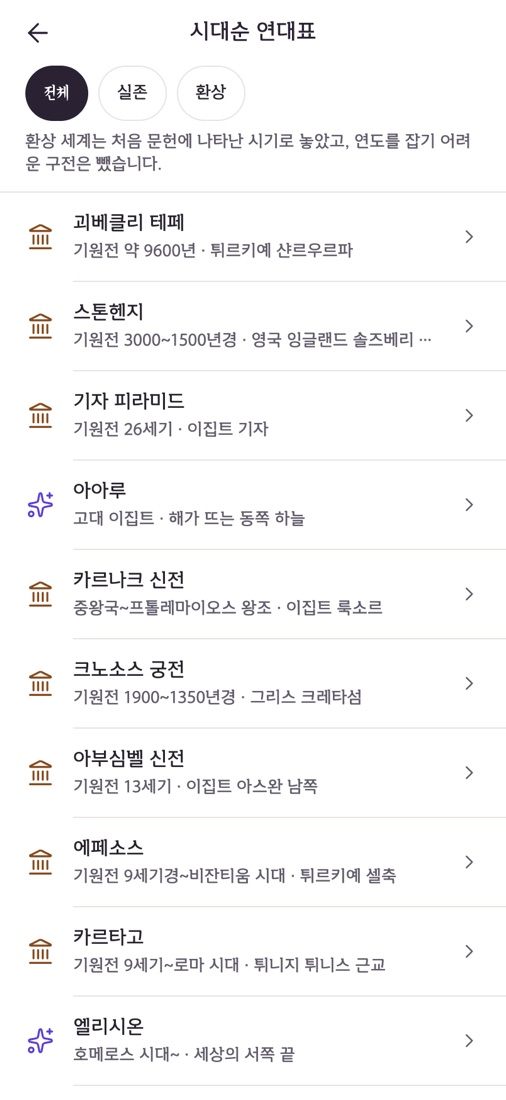 시대순 연대표
전체
실존
환상
환상 세계는 처음 문헌에 나타난 시기로 놓았고, 연도를 잡기 어려
운 구전은 뺐습니다.
괴베클리 테페
기원전 약 9600년 · 튀르키예 샨르우르파
스톤헨지
기원전 3000~1500년경 · 영국 잉글랜드 솔즈베리 ···
기자 피라미드
기원전 26세기 · 이집트 기자
아아루
고대 이집트 · 해가 뜨는 동쪽 하늘
카르나크 신전
중왕국~프톨레마이오스 왕조 · 이집트 룩소르
크노소스 궁전
기원전 1900~1350년경 · 그리스 크레타섬
아부심벨 신전
기원전 13세기 · 이집트 아스완 남쪽
에페소스
기원전 9세기경~비잔티움 시대 · 튀르키예 셀축
카르타고
기원전 9세기~로마 시대 · 튀니지 튀니스 근교
엘리시온
호메로스 시대~ · 세상의 서쪽 끝